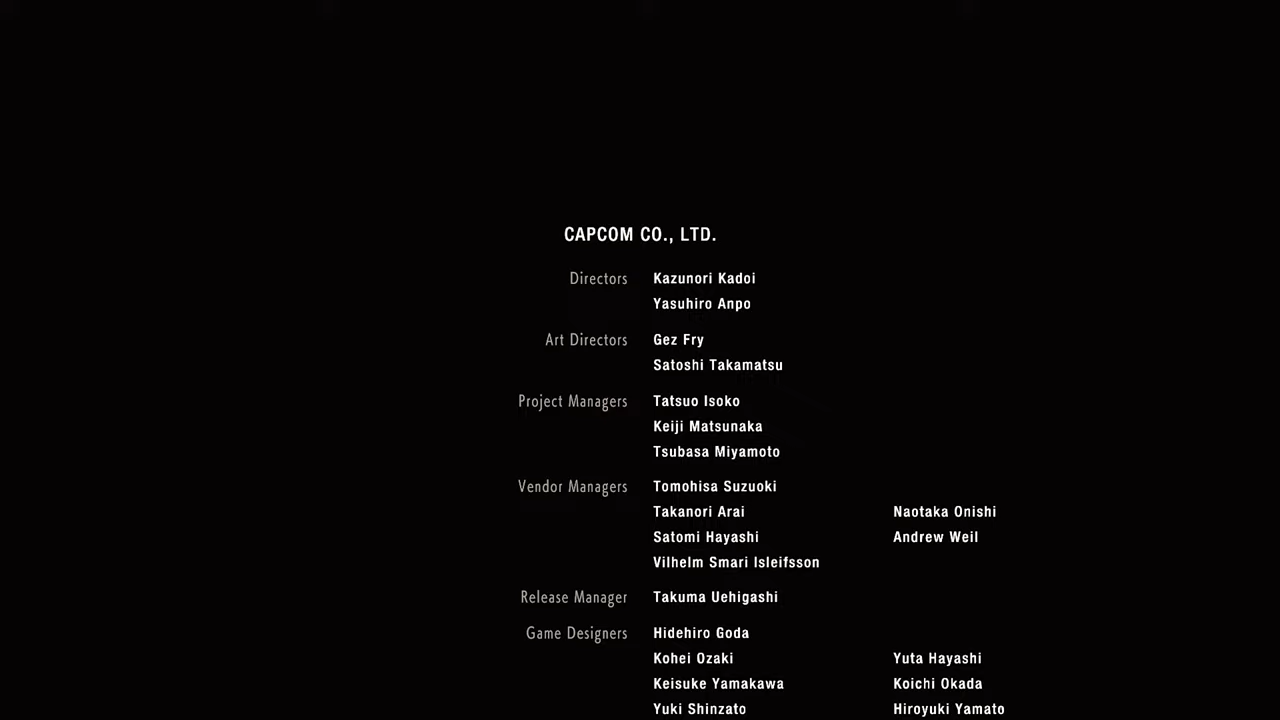 CAPCOM CO., LTD.
Directors Kazunori Kadoi
Yasuhiro Anpo
Art Directors Gez Fry
Satoshi Takamatsu
Project Managers Tatsuo Isoko
Keiji Matsunaka
Tsubasa Miyamoto
Vendor Managers Tomohisa Suzuoki
Takanori Arai Naotaka Onishi
Satomi Hayashi Andrew Weil
Vilhelm Smari Isleifsson
Release Manager Takuma Uehigashi
Game Designers Hidehiro Goda
Kohei Ozaki Yuta Hayashi
Keisuke Yamakawa Koichi Okada
Yuki Shinzato Hiroyuki Yamato